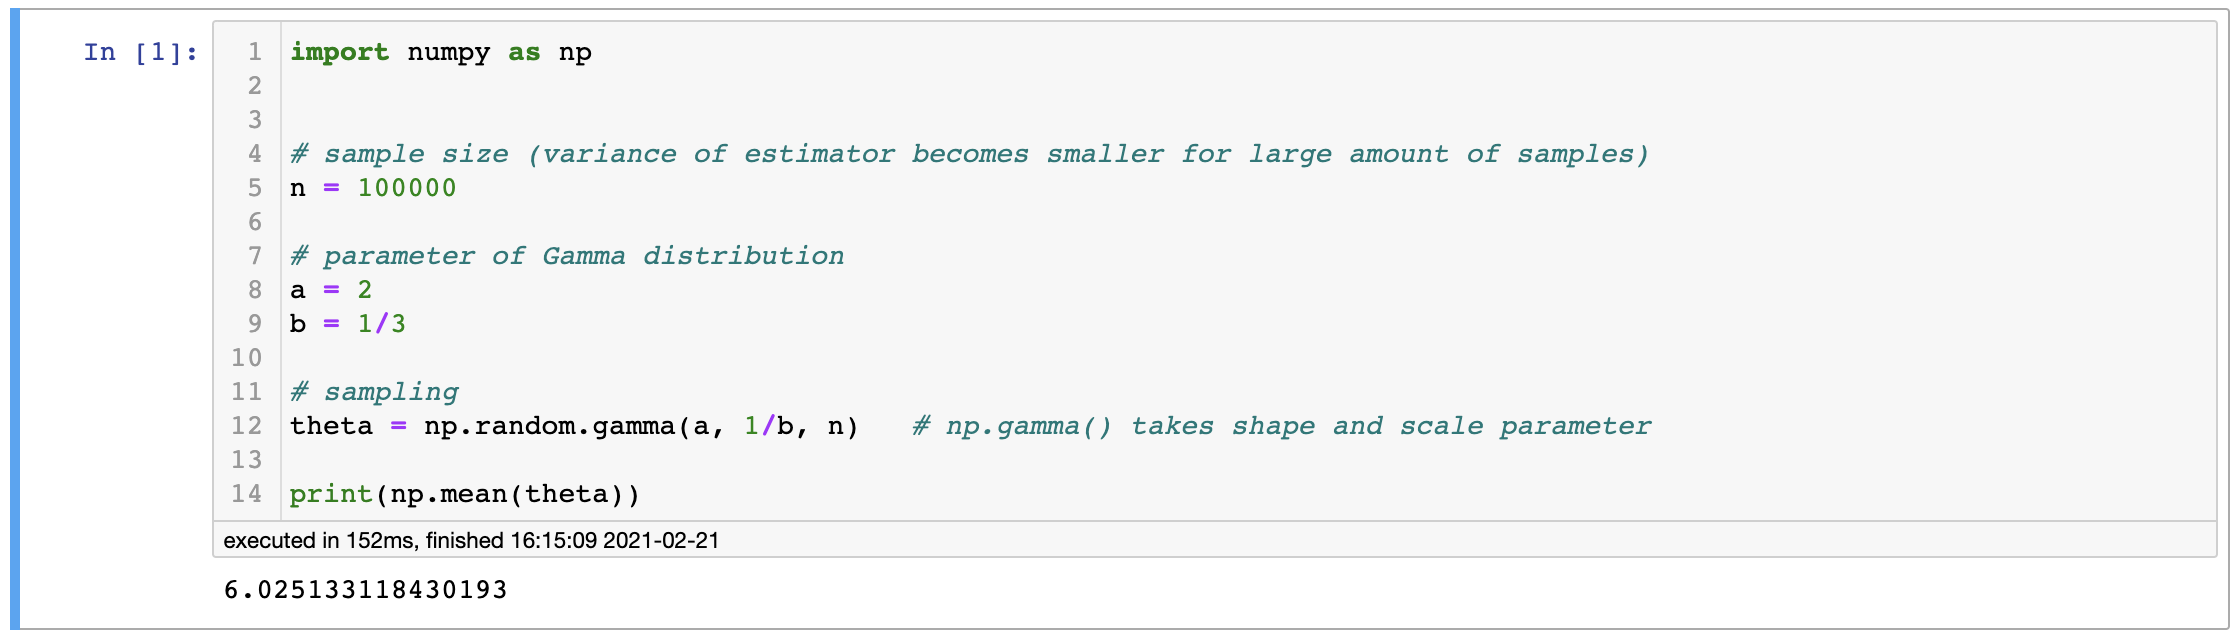 In [1]:
1 import numpy as np
2
3
4 # sample size (variance of estimator becomes smaller for large amount of samples)
5 n = 100000
6
7 # parameter of Gamma distribution
8 a = 2
9 b = 1/3
10
11 # sampling
12 theta = np.random.gamma(a, 1/b, n)   # np.gamma() takes shape and scale parameter
13
14 print(np.mean(theta))
executed in 152ms, finished 16:15:09 2021-02-21
6.025133118430193